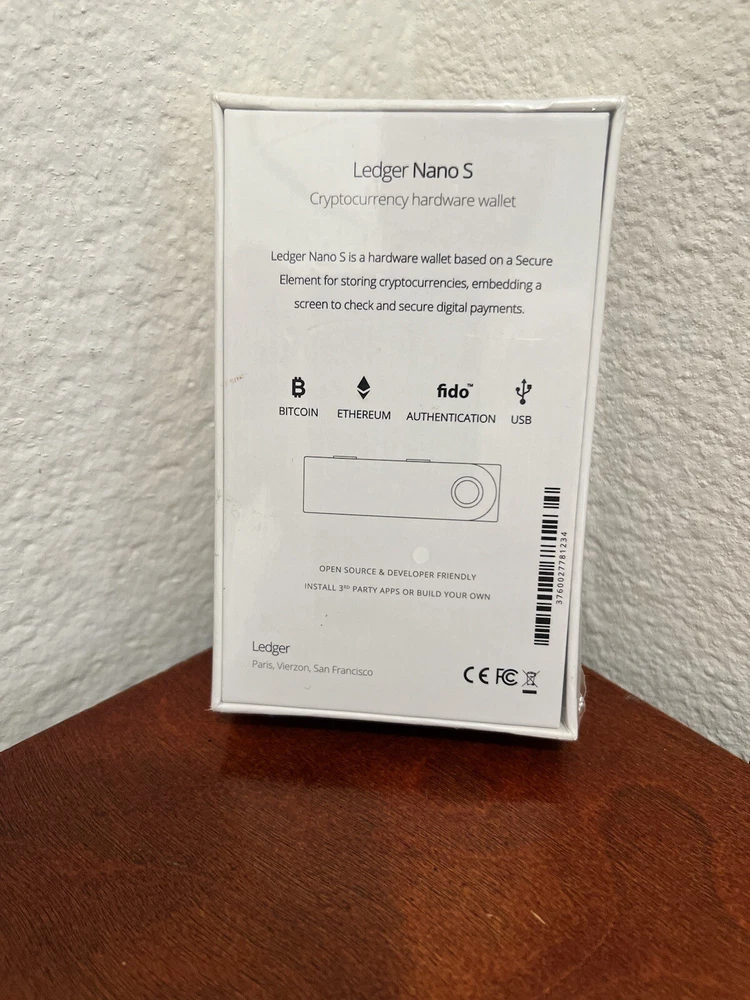 Ledger Nano S
Cryptocurrency hardware wallet
Ledger Nano S is a hardware wallet based on a Secure
Element for storing cryptocurrencies, embedding a
screen to check and secure digital payments.
BITCOIN
ETHEREUM
fido™
AUTHENTICATION
USB
OPEN SOURCE & DEVELOPER FRIENDLY
INSTALL 3RD PARTY APPS OR BUILD YOUR OWN
3760027781234
Ledger
Paris, Vierzon, San Francisco
CE FC